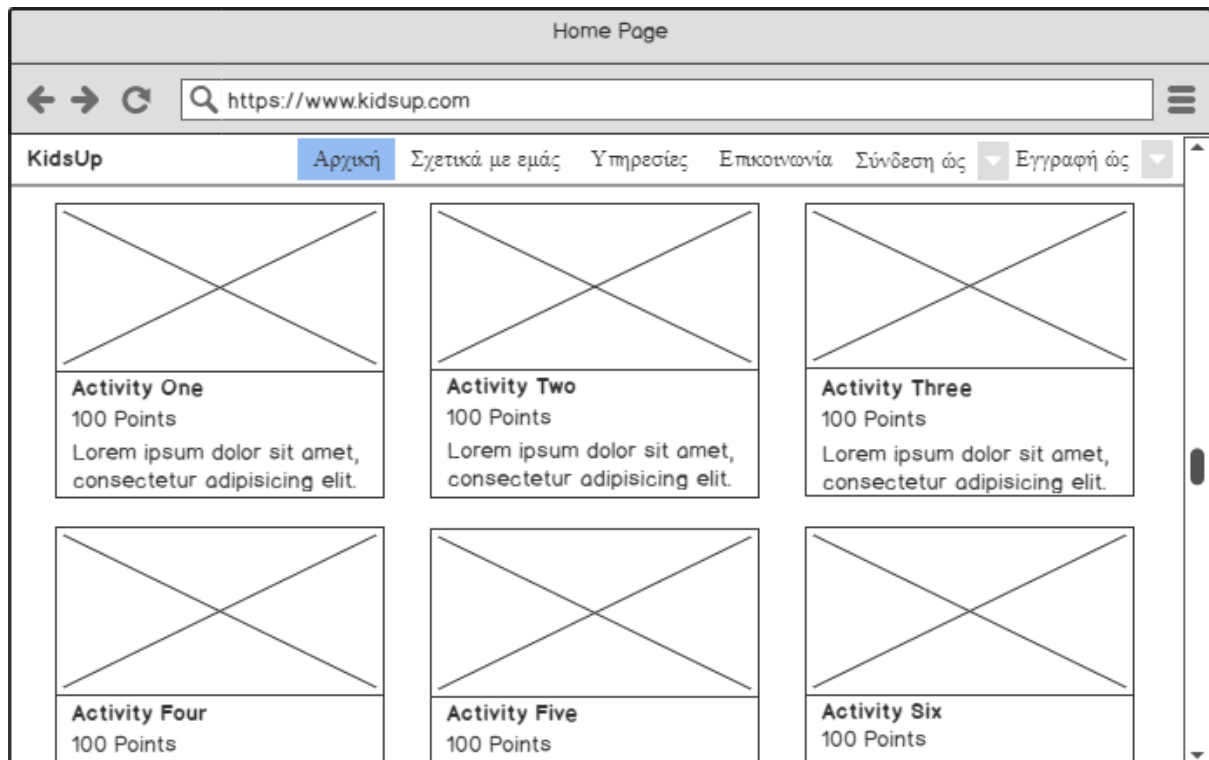 Home Page
https://www.kidsup.com
KidsUp Αρχική Σχετικά με εμάς Υπηρεσίες Επικοινωνία Σύνδεση ώς Εγγραφή ώς
Activity One
100 Points
Lorem ipsum dolor sit amet,
consectetur adipisicing elit.
Activity Two
100 Points
Lorem ipsum dolor sit amet,
consectetur adipisicing elit.
Activity Three
100 Points
Lorem ipsum dolor sit amet,
consectetur adipisicing elit.
Activity Four
100 Points
Activity Five
100 Points
Activity Six
100 Points